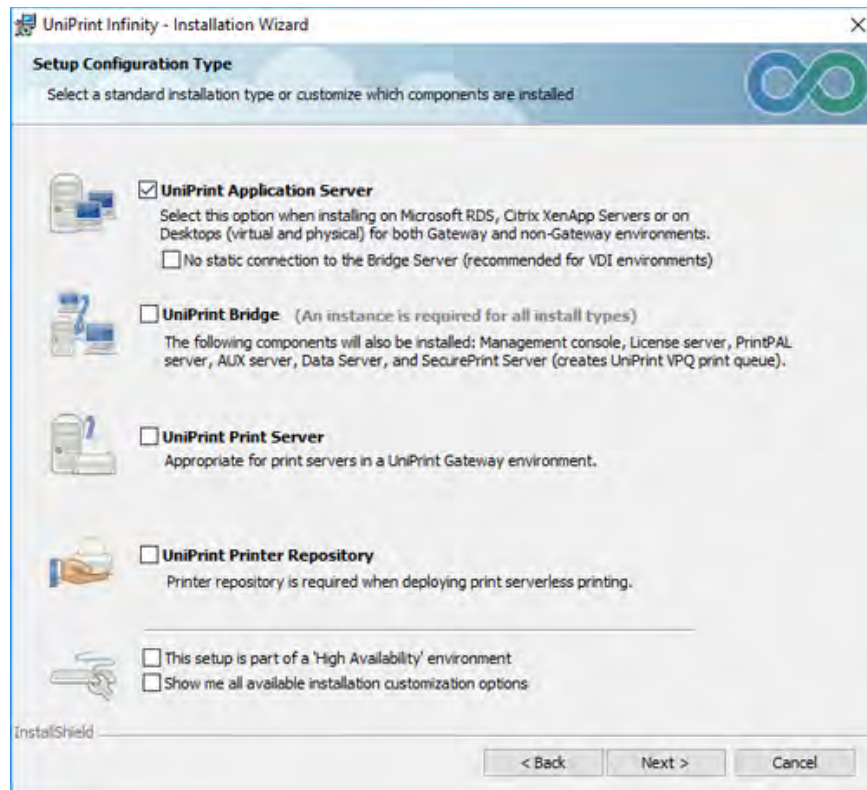 UniPrint Infinity - Installation Wizard
Setup Configuration Type
Select a standard installation type or customize which components are installed
UniPrint Application Server
Select this option when installing on Microsoft RDS, Citrix XenApp Servers or on
Desktops (virtual and physical) for both Gateway and non-Gateway environments.
No static connection to the Bridge Server (recommended for VDI environments)
UniPrint Bridge (An instance is required for all install types)
The following components will also be installed: Management console, License server, PrintPAL
server, AUX server, Data Server, and SecurePrint Server (creates UniPrint VPQ print queue).
UniPrint Print Server
Appropriate for print servers in a UniPrint Gateway environment.
UniPrint Printer Repository
Printer repository is required when deploying print serverless printing.
This setup is part of a 'High Availability' environment
Show me all available installation customization options
InstallShield
< Back Next > Cancel